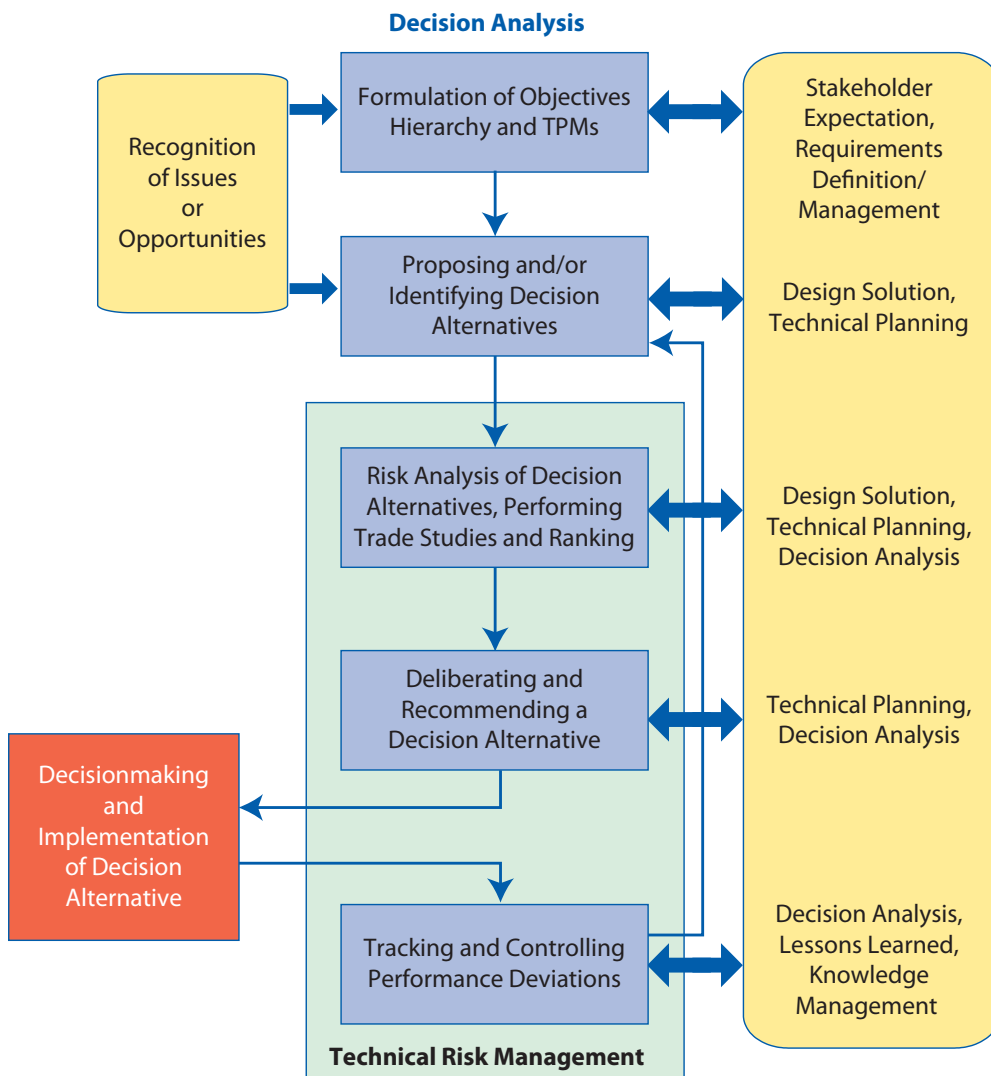 Decision Analysis
Recognition
of Issues
or
Opportunities
Formulation of Objectives
Hierarchy and TPMs
Stakeholder
Expectation,
Requirements
Definition/
Management
Proposing and/or
Identifying Decision
Alternatives
Design Solution,
Technical Planning
Risk Analysis of Decision
Alternatives, Performing
Trade Studies and Ranking
Design Solution,
Technical Planning,
Decision Analysis
Deliberating and
Recommending a
Decision Alternative
Technical Planning,
Decision Analysis
Decisionmaking
and
Implementation
of Decision
Alternative
Tracking and Controlling
Performance Deviations
Decision Analysis,
Lessons Learned,
Knowledge
Management
Technical Risk Management